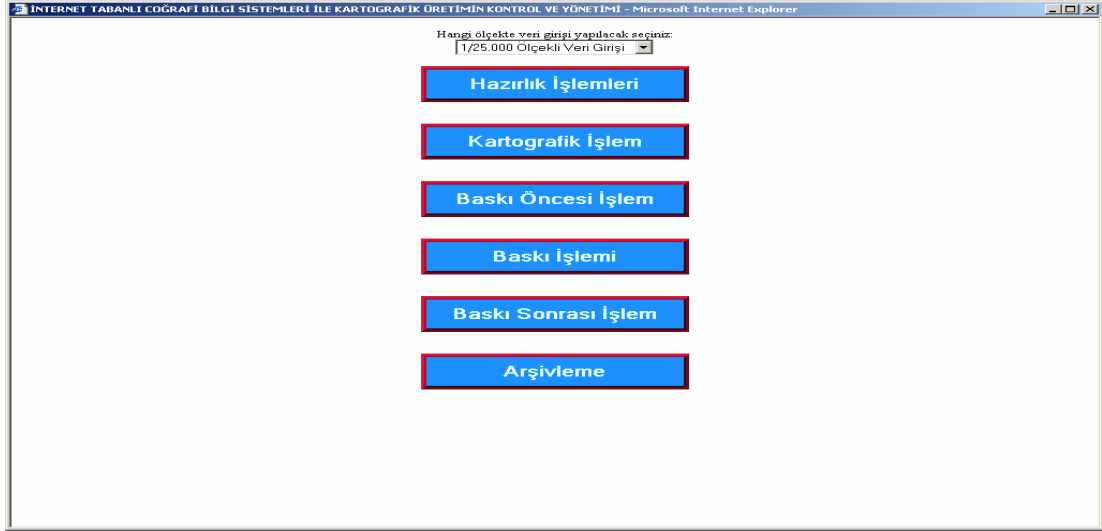 İNTERNET TABANLI COĞRAFİ BİLGİ SİSTEMLERİ İLE KARTOGRAFİK ÜRETİMİN KONTROL VE YÖNETİMİ - Microsoft Internet Explorer
Hangi ölçekte veri girişi yapılacak seçiniz:
1/25.000 Ölçekli Veri Girişi
Hazırlık İşlemleri
Kartografik İşlem
Baskı Öncesi İşlem
Baskı İşlemi
Baskı Sonrası İşlem
Arşivleme